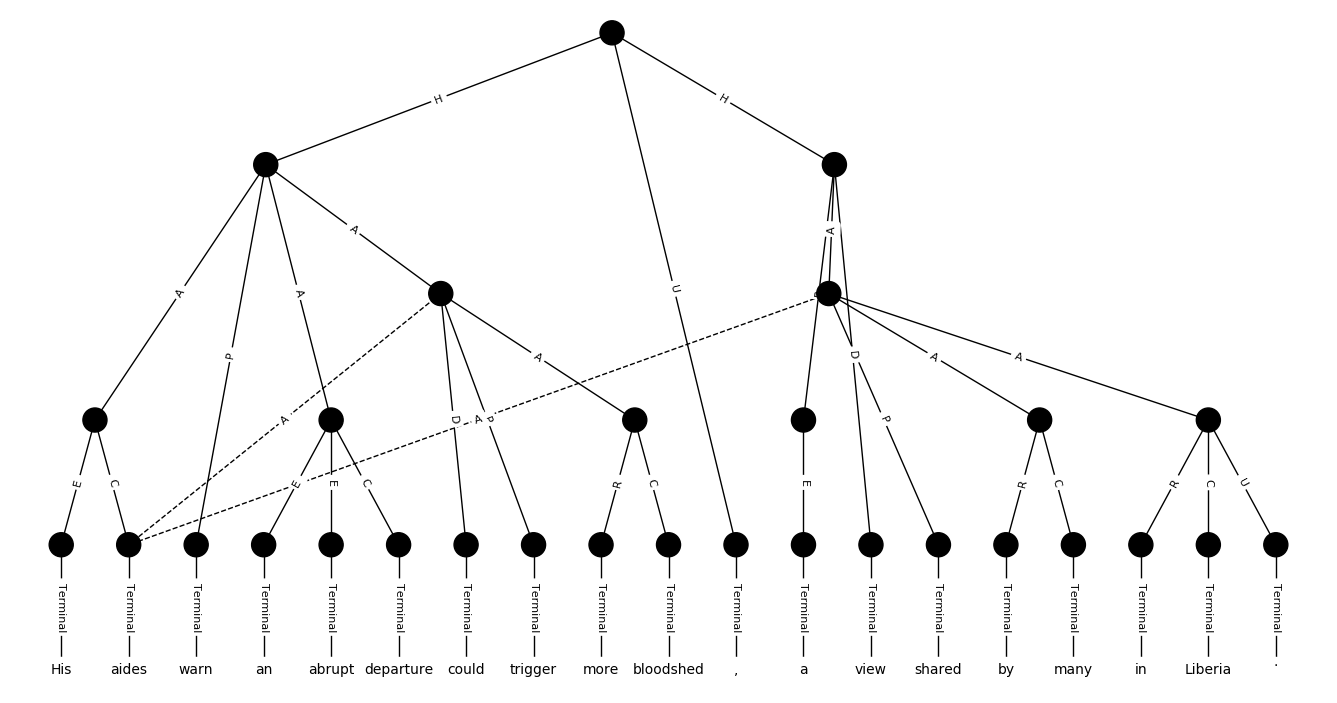 H H
A U A
A P A D
A A A
A D A P P
E C E E C R C E R C R C U
Terminal Terminal Terminal Terminal Terminal Terminal Terminal Terminal Terminal Terminal Terminal Terminal Terminal Terminal Terminal Terminal Terminal Terminal Terminal
His aides warn an abrupt departure could trigger more bloodshed , a view shared by many in Liberia .